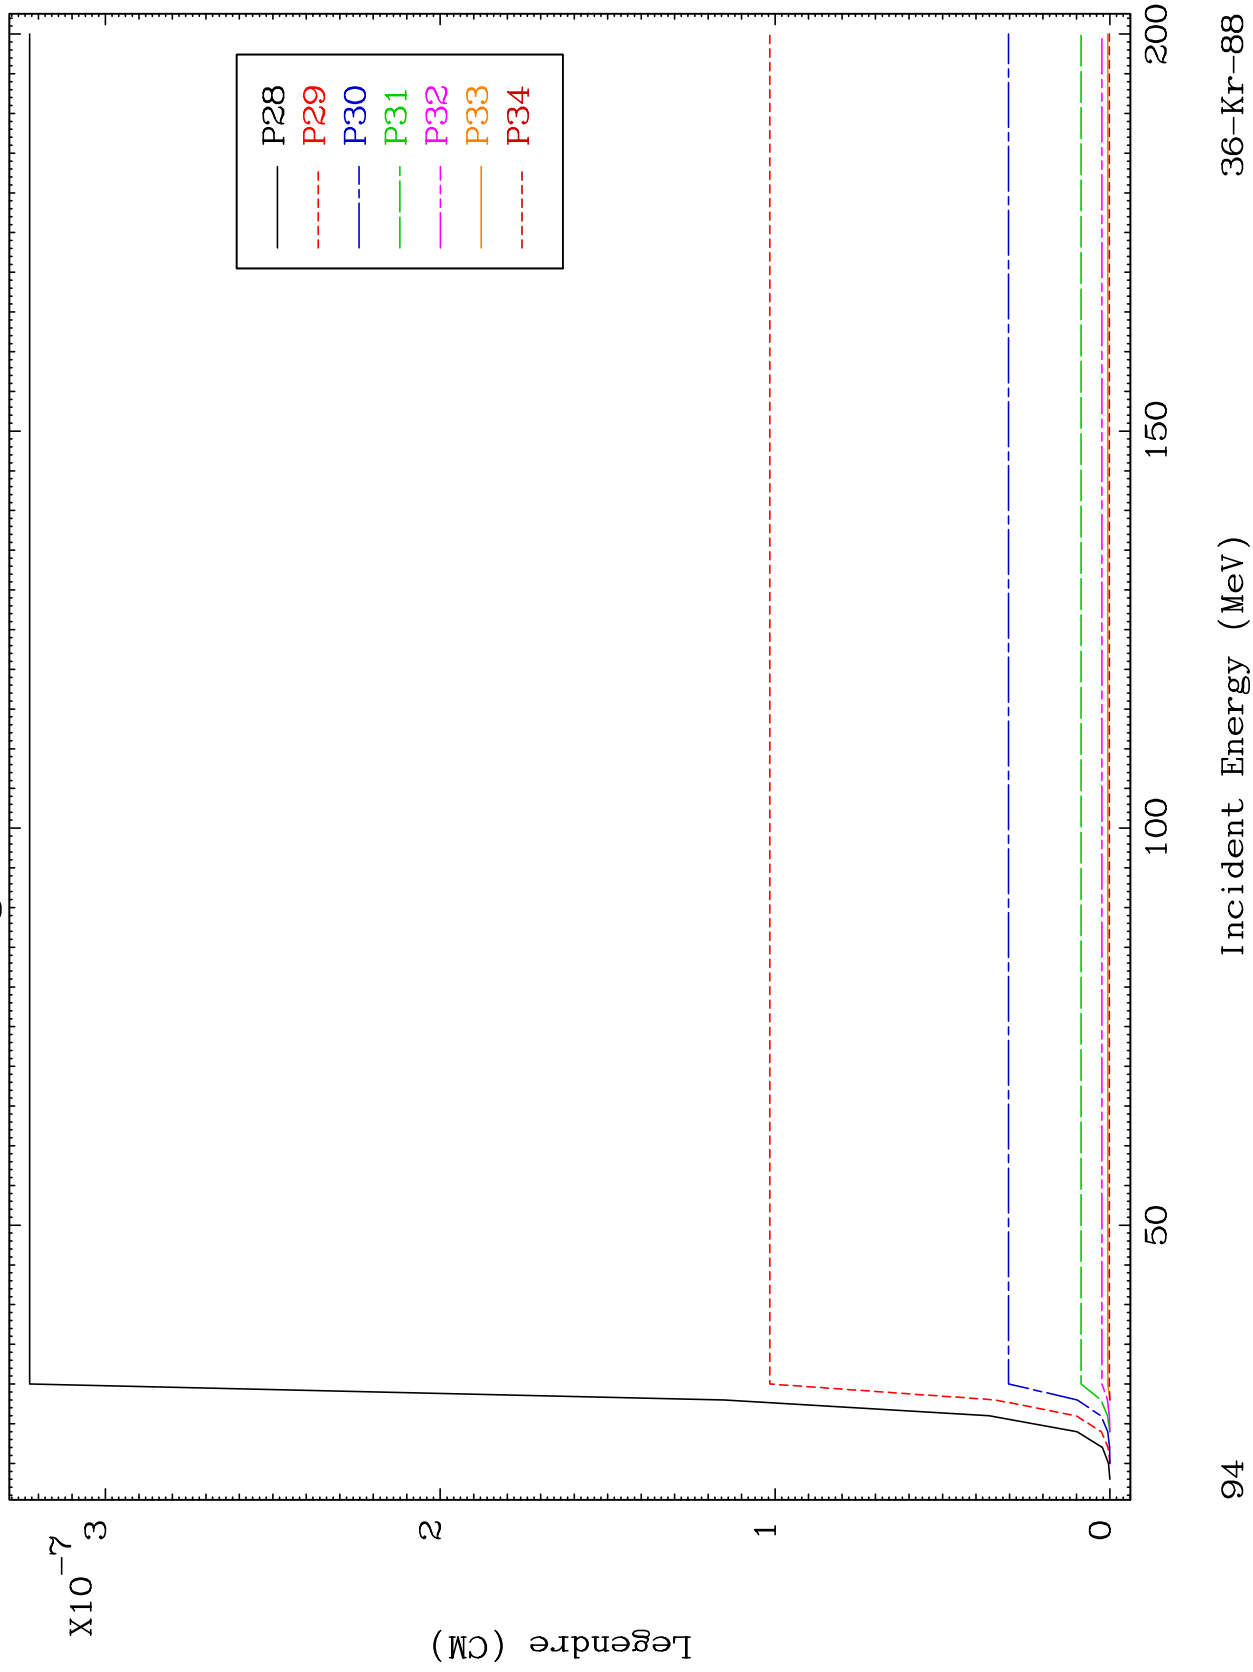 X10-7
3
2
1
0
Legendre (CM)
P28
P29
P30
P31
P32
P33
P34
50
100
150
200
Incident Energy (MeV)
94
36-Kr-88